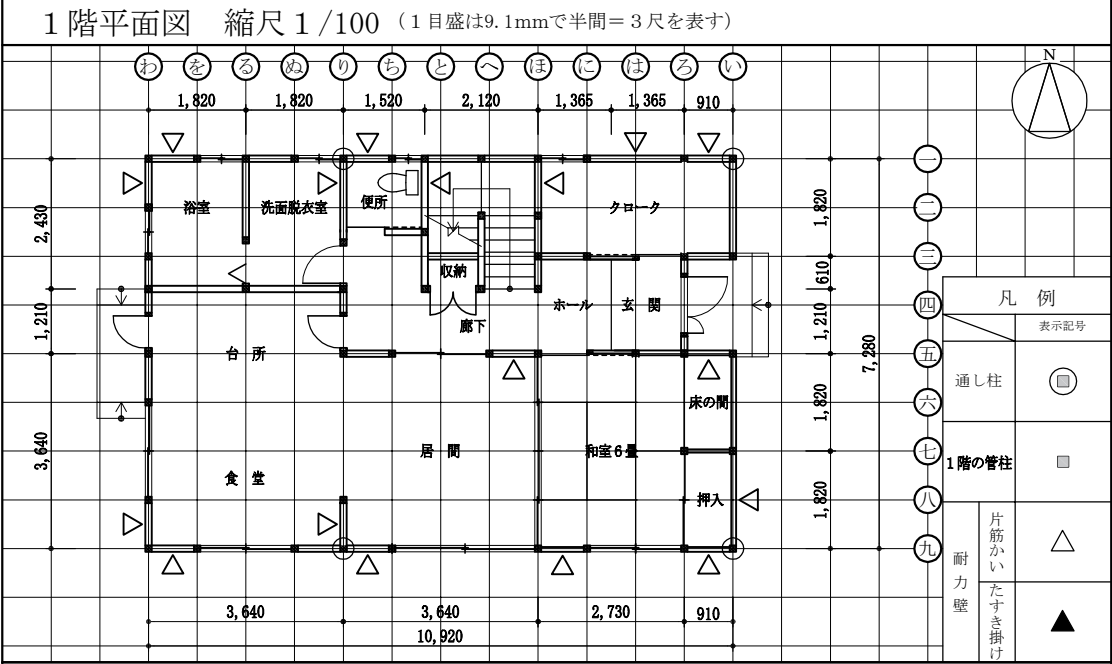 1階平面図 縮尺1/100 (1目盛は9.1mmで半間=3尺を表す)
N
わ を る ぬ り ち と へ ほ に は ろ い
1,820 1,820 1,520 2,120 1,365 1,365 910
一
二
三
四
五
六
七
八
九
2,430
1,210
3,640
浴室 洗面脱衣室 便所 クローク
収納
ホール 玄関
廊下
台所
床の間
居間 和室6畳
食堂
押入
1,820
610
1,210
1,820
1,820
7,280
3,640 3,640 2,730 910
10,920
凡例
表示記号
通し柱
1階の管柱
耐力壁
片筋かい
たすき掛け